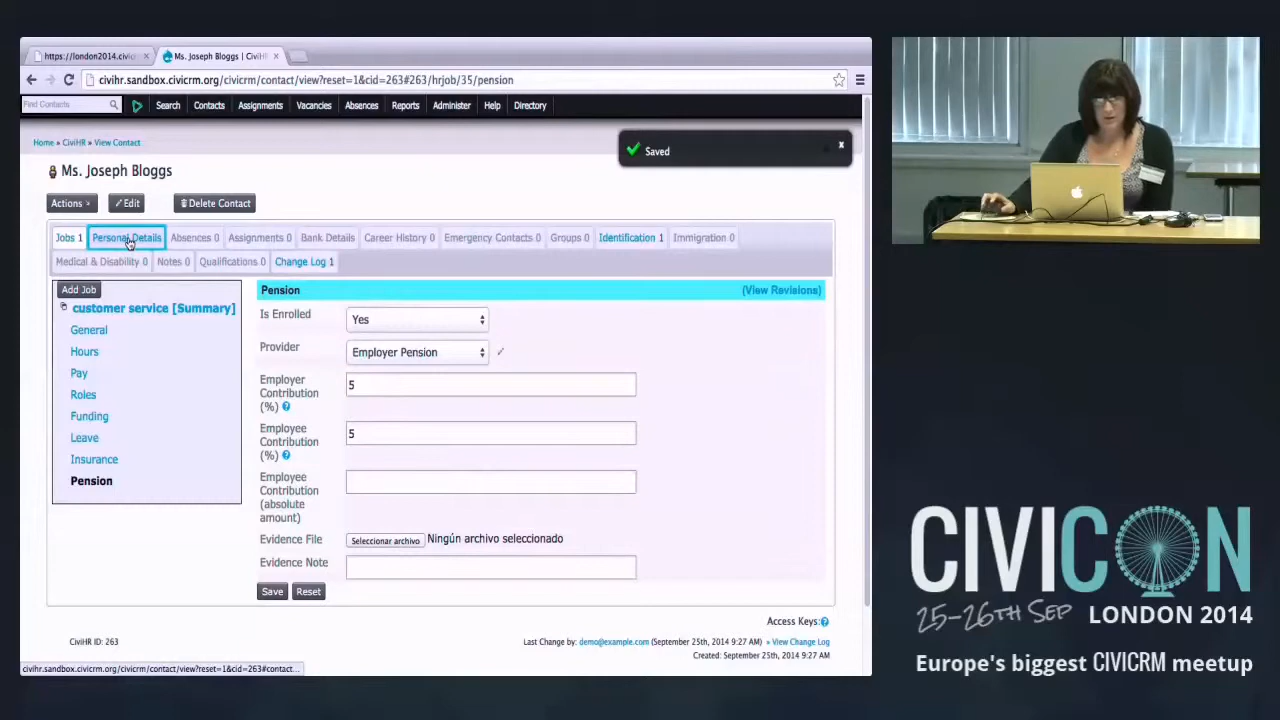 https://london2014.civic
Ms. Joseph Bloggs | CiviHR
civihr.sandbox.civicrm.org/civicrm/contact/view?reset=1&cid=263#263/hrjob/35/pension
Find Contacts
Search Contacts Assignments Vacancies Absences Reports Administer Help Directory
Home » CiviHR » View Contact
Saved
x
Ms. Joseph Bloggs
Actions
Edit
Delete Contact
Jobs 1 Personal Details Absences 0 Assignments 0 Bank Details Career History 0 Emergency Contacts 0 Groups 0 Identification 1 Immigration 0
Medical & Disability 0 Notes 0 Qualifications 0 Change Log 1
Add Job
customer service [Summary]
General
Hours
Pay
Roles
Funding
Leave
Insurance
Pension
Pension (View Revisions)
Is Enrolled Yes
Provider Employer Pension
Employer
Contribution 5
(%) ?
Employee
Contribution 5
(%) ?
Employee
Contribution
(absolute
amount)
Evidence File Seleccionar archivo Ningún archivo seleccionado
Evidence Note
Save Reset
Access Keys: ?
CiviHR ID: 263
Last Change by: demo@example.com (September 25th, 2014 9:27 AM) » View Change Log
Created: September 25th, 2014 9:27 AM
civihr.sandbox.civicrm.org/civicrm/contact/view?reset=1&cid=263#contact...
CIVICON
25-26TH SEP LONDON 2014
Europe's biggest CIVICRM meetup